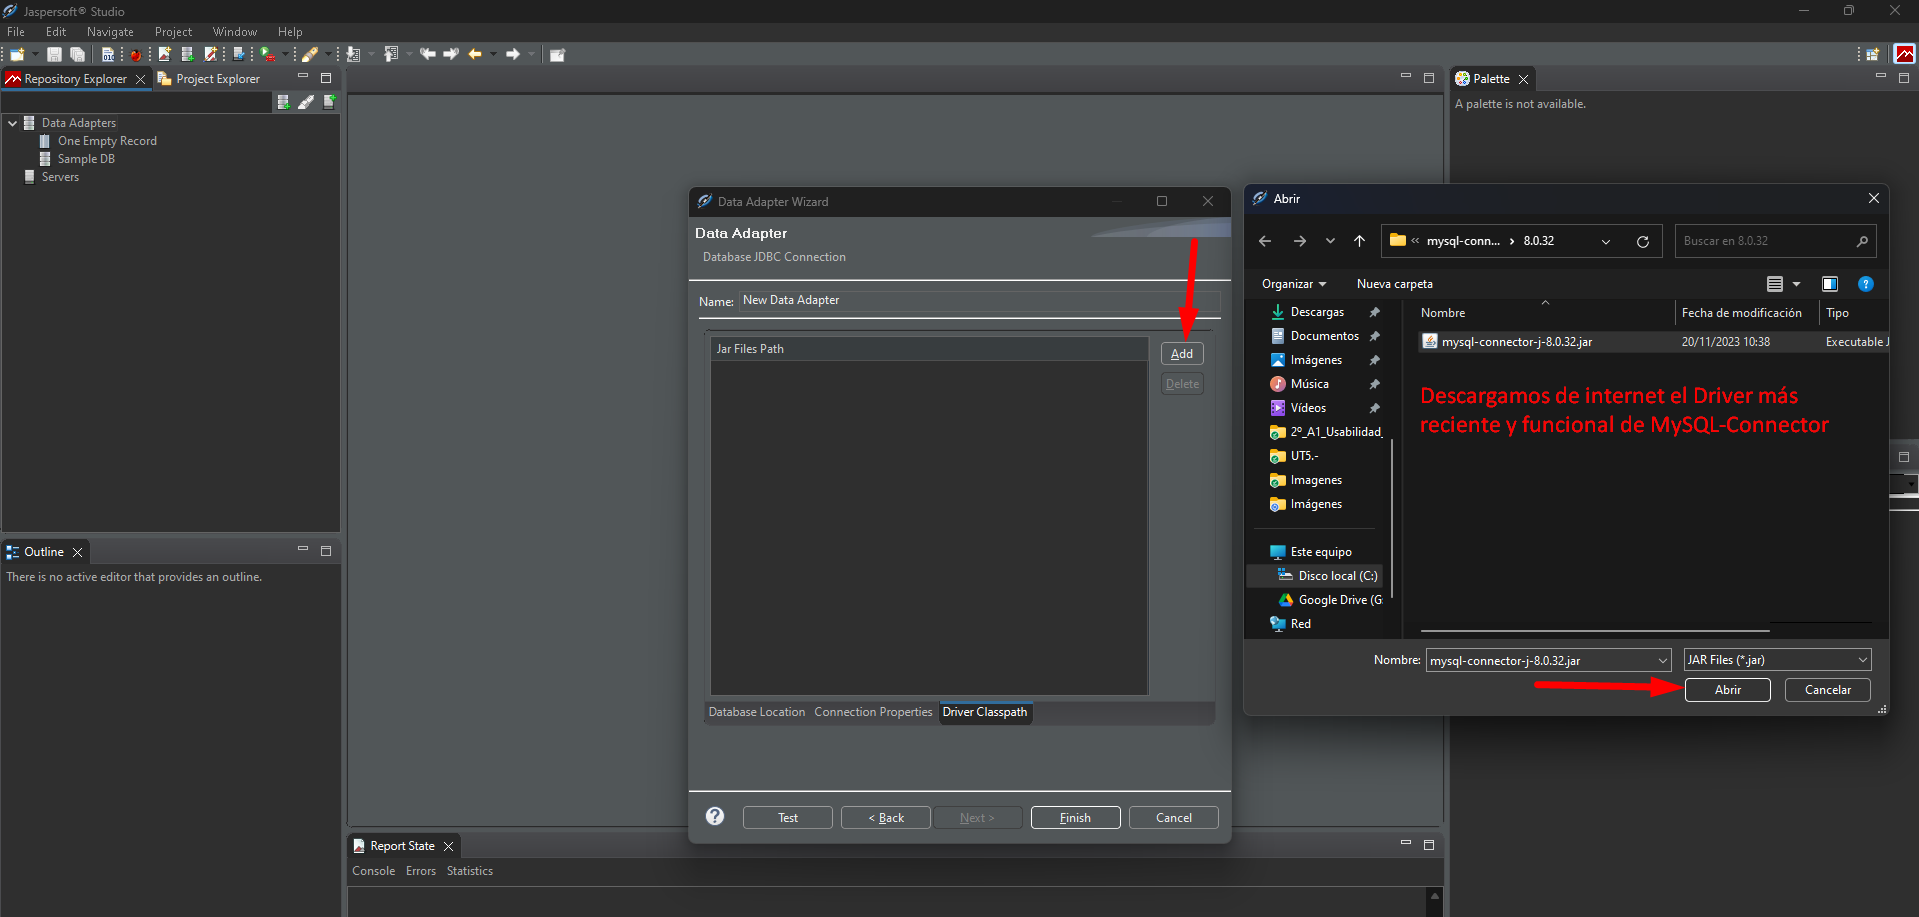 Jaspersoft® Studio
File Edit Navigate Project Window Help
Repository Explorer
Project Explorer
Data Adapters
One Empty Record
Sample DB
Servers
Outline
There is no active editor that provides an outline.
Palette
A palette is not available.
Data Adapter Wizard
Data Adapter
Database JDBC Connection
Name: New Data Adapter
Jar Files Path
Add
Delete
Database Location Connection Properties Driver Classpath
Test < Back Next > Finish Cancel
Report State
Console Errors Statistics
Abrir
« mysql-conn... › 8.0.32
Buscar en 8.0.32
Organizar Nueva carpeta
Descargas
Documentos
Imágenes
Música
Vídeos
2º_A1_Usabilidad_
UT5.-
Imagenes
Imágenes
Este equipo
Disco local (C:)
Google Drive (G:
Red
Nombre Fecha de modificación Tipo
mysql-connector-j-8.0.32.jar 20/11/2023 10:38 Executable J
Descargamos de internet el Driver más
reciente y funcional de MySQL-Connector
Nombre: mysql-connector-j-8.0.32.jar JAR Files (*.jar)
Abrir Cancelar